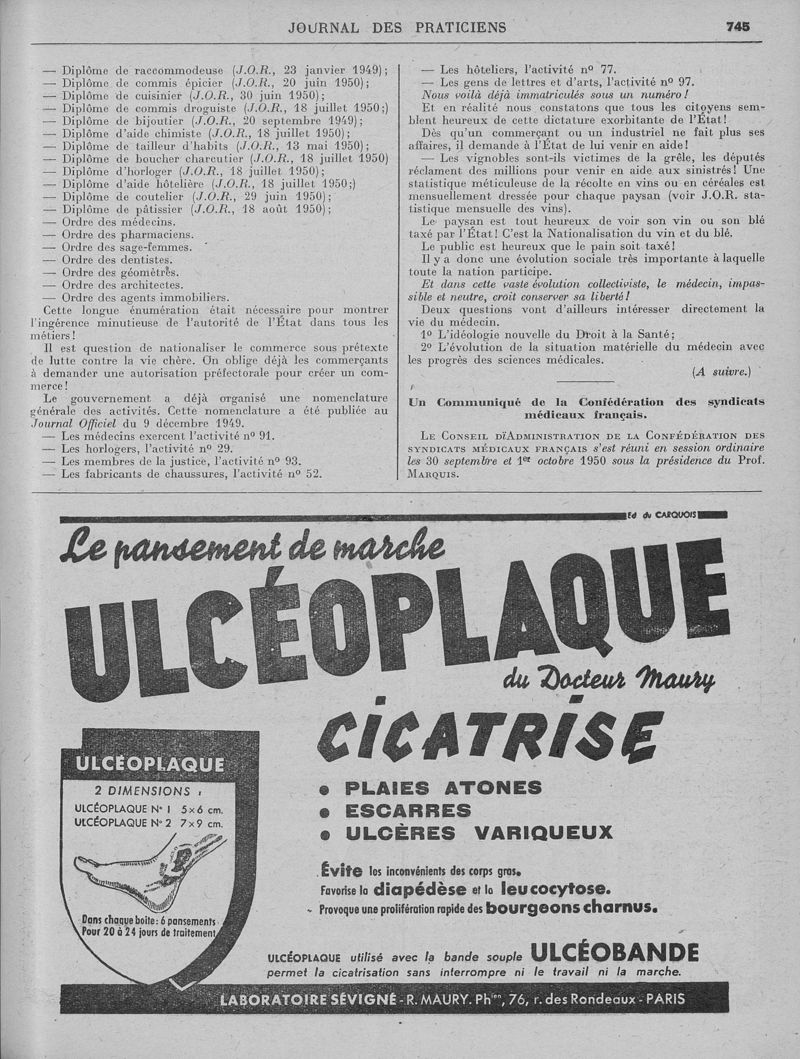 JOURNAL DES PRATICIENS 745
— Diplôme de raccommodeuse (J.O.R., 23 janvier 1949);
— Diplôme de commis épicier (J.O.R., 20 juin 1950);
— Diplôme de cuisinier (J.O.R., 30 juin 1950);
— Diplôme de commis droguiste (J.O.R., 18 juillet 1950;)
— Diplôme de bijoutier (J.O.R., 20 septembre 1949);
— Diplôme d'aide chimiste (J.O.R., 18 juillet 1950);
— Diplôme de tailleur d'habits (J.O.R., 13 mai 1950);
— Diplôme de boucher charcutier (J.O.R., 18 juillet 1950)
— Diplôme d'horloger (J.O.R., 18 juillet 1950);
— Diplôme d'aide hôtelière (J.O.R., 18 juillet 1950;)
— Diplôme de coutelier (J.O.R., 29 juin 1950);
— Diplôme de pâtissier (J.O.R., 18 août 1950);
— Ordre des médecins.
— Ordre des pharmaciens.
— Ordre des sage-femmes.
— Ordre des dentistes.
— Ordre des géomètres.
— Ordre des architectes.
— Ordre des agents immobiliers.
Cette longue énumération était nécessaire pour montrer
l'ingérence minutieuse de l'autorité de l'État dans tous les
métiers!
Il est question de nationaliser le commerce sous prétexte
de lutte contre la vie chère. On oblige déjà les commerçants
à demander une autorisation préfectorale pour créer un com-
merce!
Le gouvernement a déjà organisé une nomenclature
générale des activités. Cette nomenclature a été publiée au
Journal Officiel du 9 décembre 1949.
— Les médecins exercent l'activité nº 91.
— Les horlogers, l'activité nº 29.
— Les membres de la justice, l'activité nº 93.
— Les fabricants de chaussures, l'activité nº 52.
— Les hôteliers, l'activité nº 77.
— Les gens de lettres et d'arts, l'activité nº 97.
Nous voilà déjà immatriculés sous un numéro!
Et en réalité nous constatons que tous les citoyens sem-
blent heureux de cette dictature exorbitante de l'État!
Dès qu'un commerçant ou un industriel ne fait plus ses
affaires, il demande à l'État de lui venir en aide!
— Les vignobles sont-ils victimes de la grêle, les députés
réclament des millions pour venir en aide aux sinistrés! Une
statistique méticuleuse de la récolte en vins ou en céréales est
mensuellement dressée pour chaque paysan (voir J.O.R. sta-
tistique mensuelle des vins).
Le paysan est tout heureux de voir son vin ou son blé
taxé par l'État! C'est la Nationalisation du vin et du blé.
Le public est heureux que le pain soit taxé!
Il y a donc une évolution sociale très importante à laquelle
toute la nation participe.
Et dans cette vaste évolution collectiviste, le médecin, impas-
sible et neutre, croit conserver sa liberté!
Deux questions vont d'ailleurs intéresser directement la
vie du médecin.
1º L'idéologie nouvelle du Droit à la Santé;
2º L'évolution de la situation matérielle du médecin avec
les progrès des sciences médicales.
(A suivre.)
Un Communiqué de la Confédération des syndicats
médicaux français.
LE CONSEIL DÏADMINISTRATION DE LA CONFÉDÉRATION DES
SYNDICATS MÉDICAUX FRANÇAIS s'est réuni en session ordinaire
les 30 septembre et 1er octobre 1950 sous la présidence du Prof.
MARQUIS.
Ed du CARQUOIS
Le pansement de marche
ULCÉOPLAQUE
du Docteur Maury
CICATRISE
• PLAIES ATONES
• ESCARRES
• ULCÈRES VARIQUEUX
Évite les inconvénients des corps gras.
Favorise la diapédèse et la leucocytose.
Provoque une prolifération rapide des bourgeons charnus.
ULCÉOPLAQUE
2 DIMENSIONS :
ULCÉOPLAQUE Nº 1 5x6 cm.
ULCÉOPLAQUE Nº 2 7x9 cm.
Dans chaque boîte: 6 pansements
Pour 20 à 24 jours de traitement
ULCÉOPLAQUE utilisé avec la bande souple ULCÉOBANDE
permet la cicatrisation sans interrompre ni le travail ni la marche.
LABORATOIRE SÉVIGNÉ - R. MAURY. Phien, 76, r. des Rondeaux - PARIS